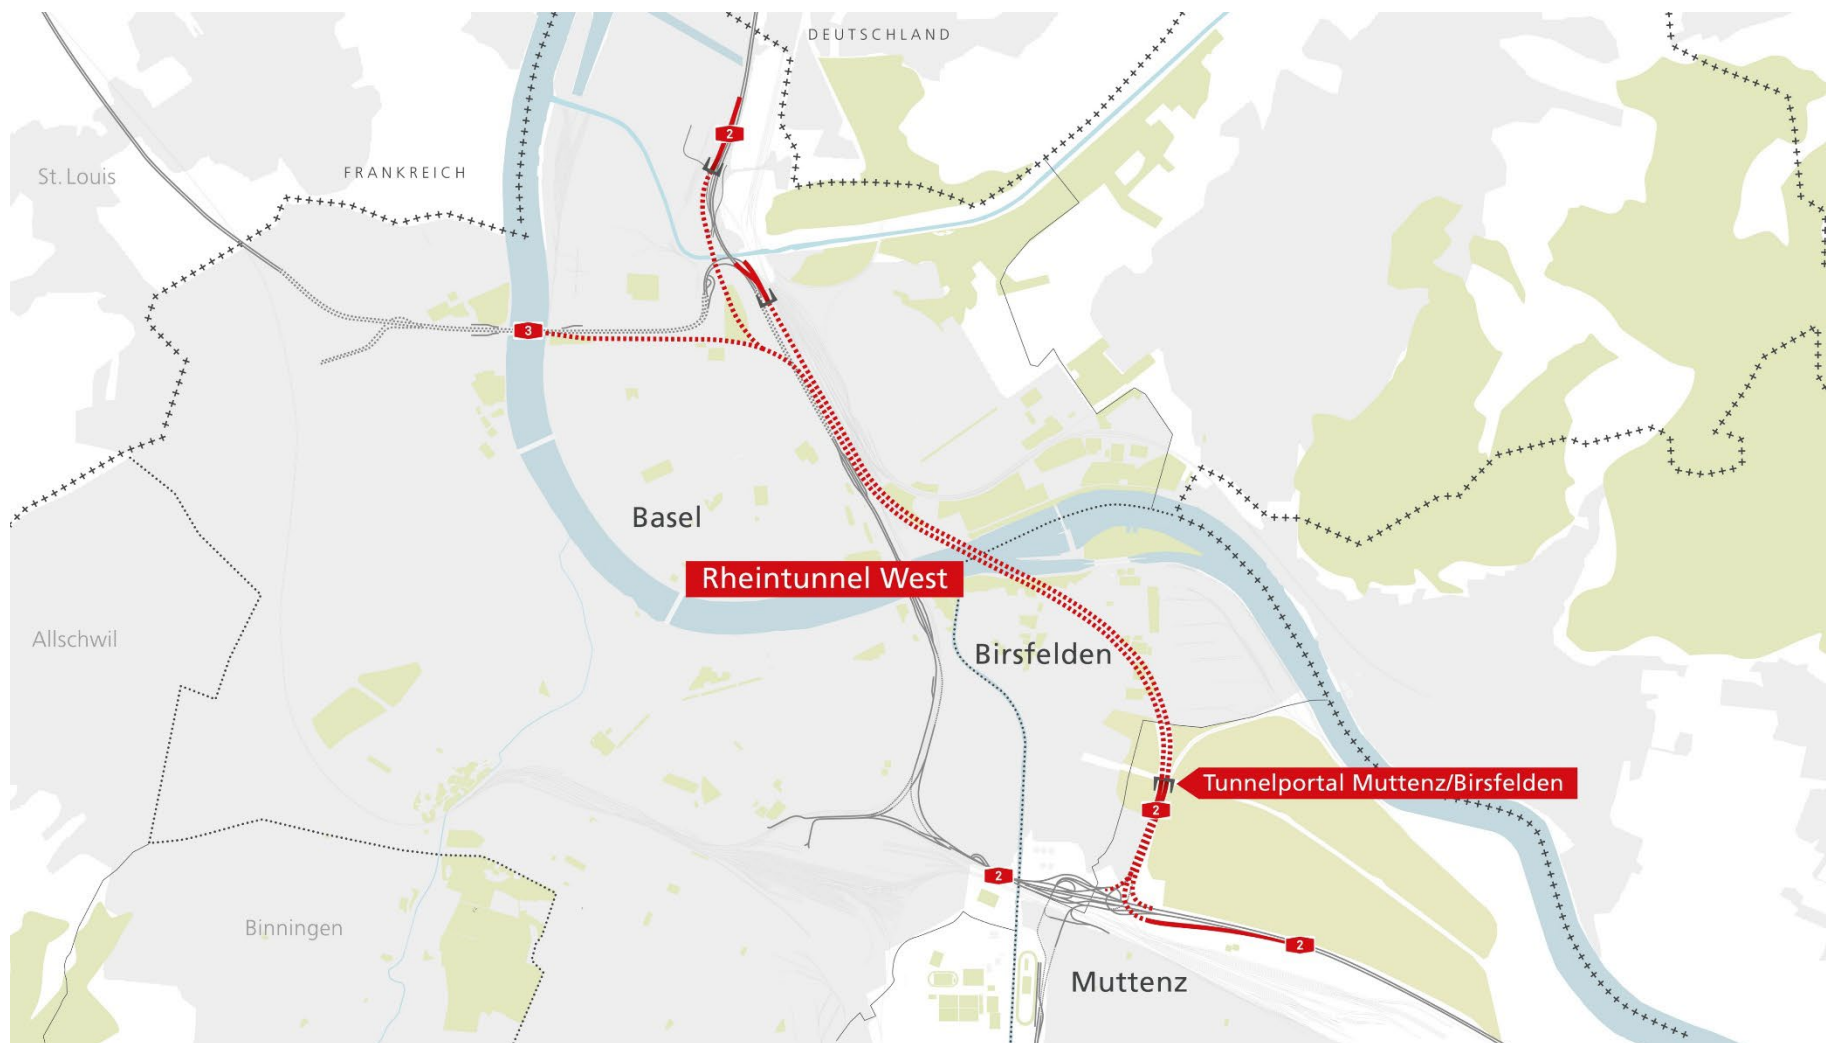 DEUTSCHLAND
2
FRANKREICH
St. Louis
3
Basel
Rheintunnel West
Allschwil
Birsfelden
Tunnelportal Muttenz/Birsfelden
2
2
Binningen
2
Muttenz